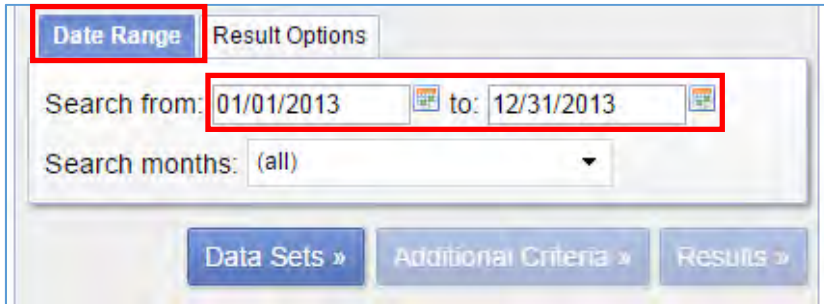 Date Range Result Options
Search from: 01/01/2013 to: 12/31/2013
Search months: (all)
Data Sets » Additional Criteria » Results »